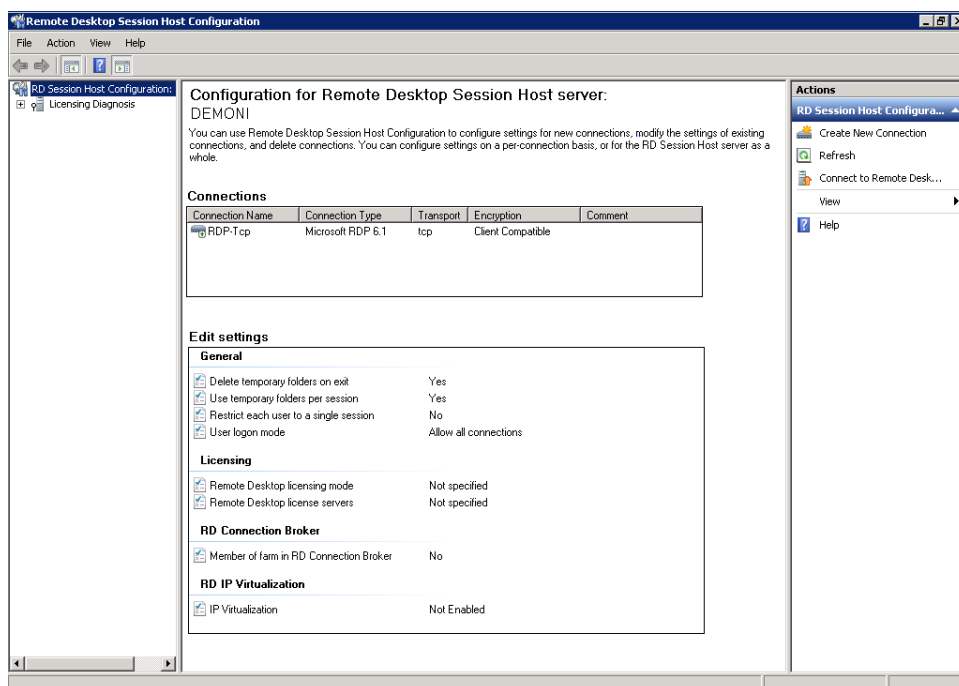 Remote Desktop Session Host Configuration
File Action View Help
RD Session Host Configuration:
Licensing Diagnosis
Configuration for Remote Desktop Session Host server:
DEMONI
You can use Remote Desktop Session Host Configuration to configure settings for new connections, modify the settings of existing
connections, and delete connections. You can configure settings on a per-connection basis, or for the RD Session Host server as a
whole.
Connections
Connection Name Connection Type Transport Encryption Comment
RDP-Tcp Microsoft RDP 6.1 tcp Client Compatible
Edit settings
General
Delete temporary folders on exit Yes
Use temporary folders per session Yes
Restrict each user to a single session No
User logon mode Allow all connections
Licensing
Remote Desktop licensing mode Not specified
Remote Desktop license servers Not specified
RD Connection Broker
Member of farm in RD Connection Broker No
RD IP Virtualization
IP Virtualization Not Enabled
Actions
RD Session Host Configura...
Create New Connection
Refresh
Connect to Remote Desk...
View
Help